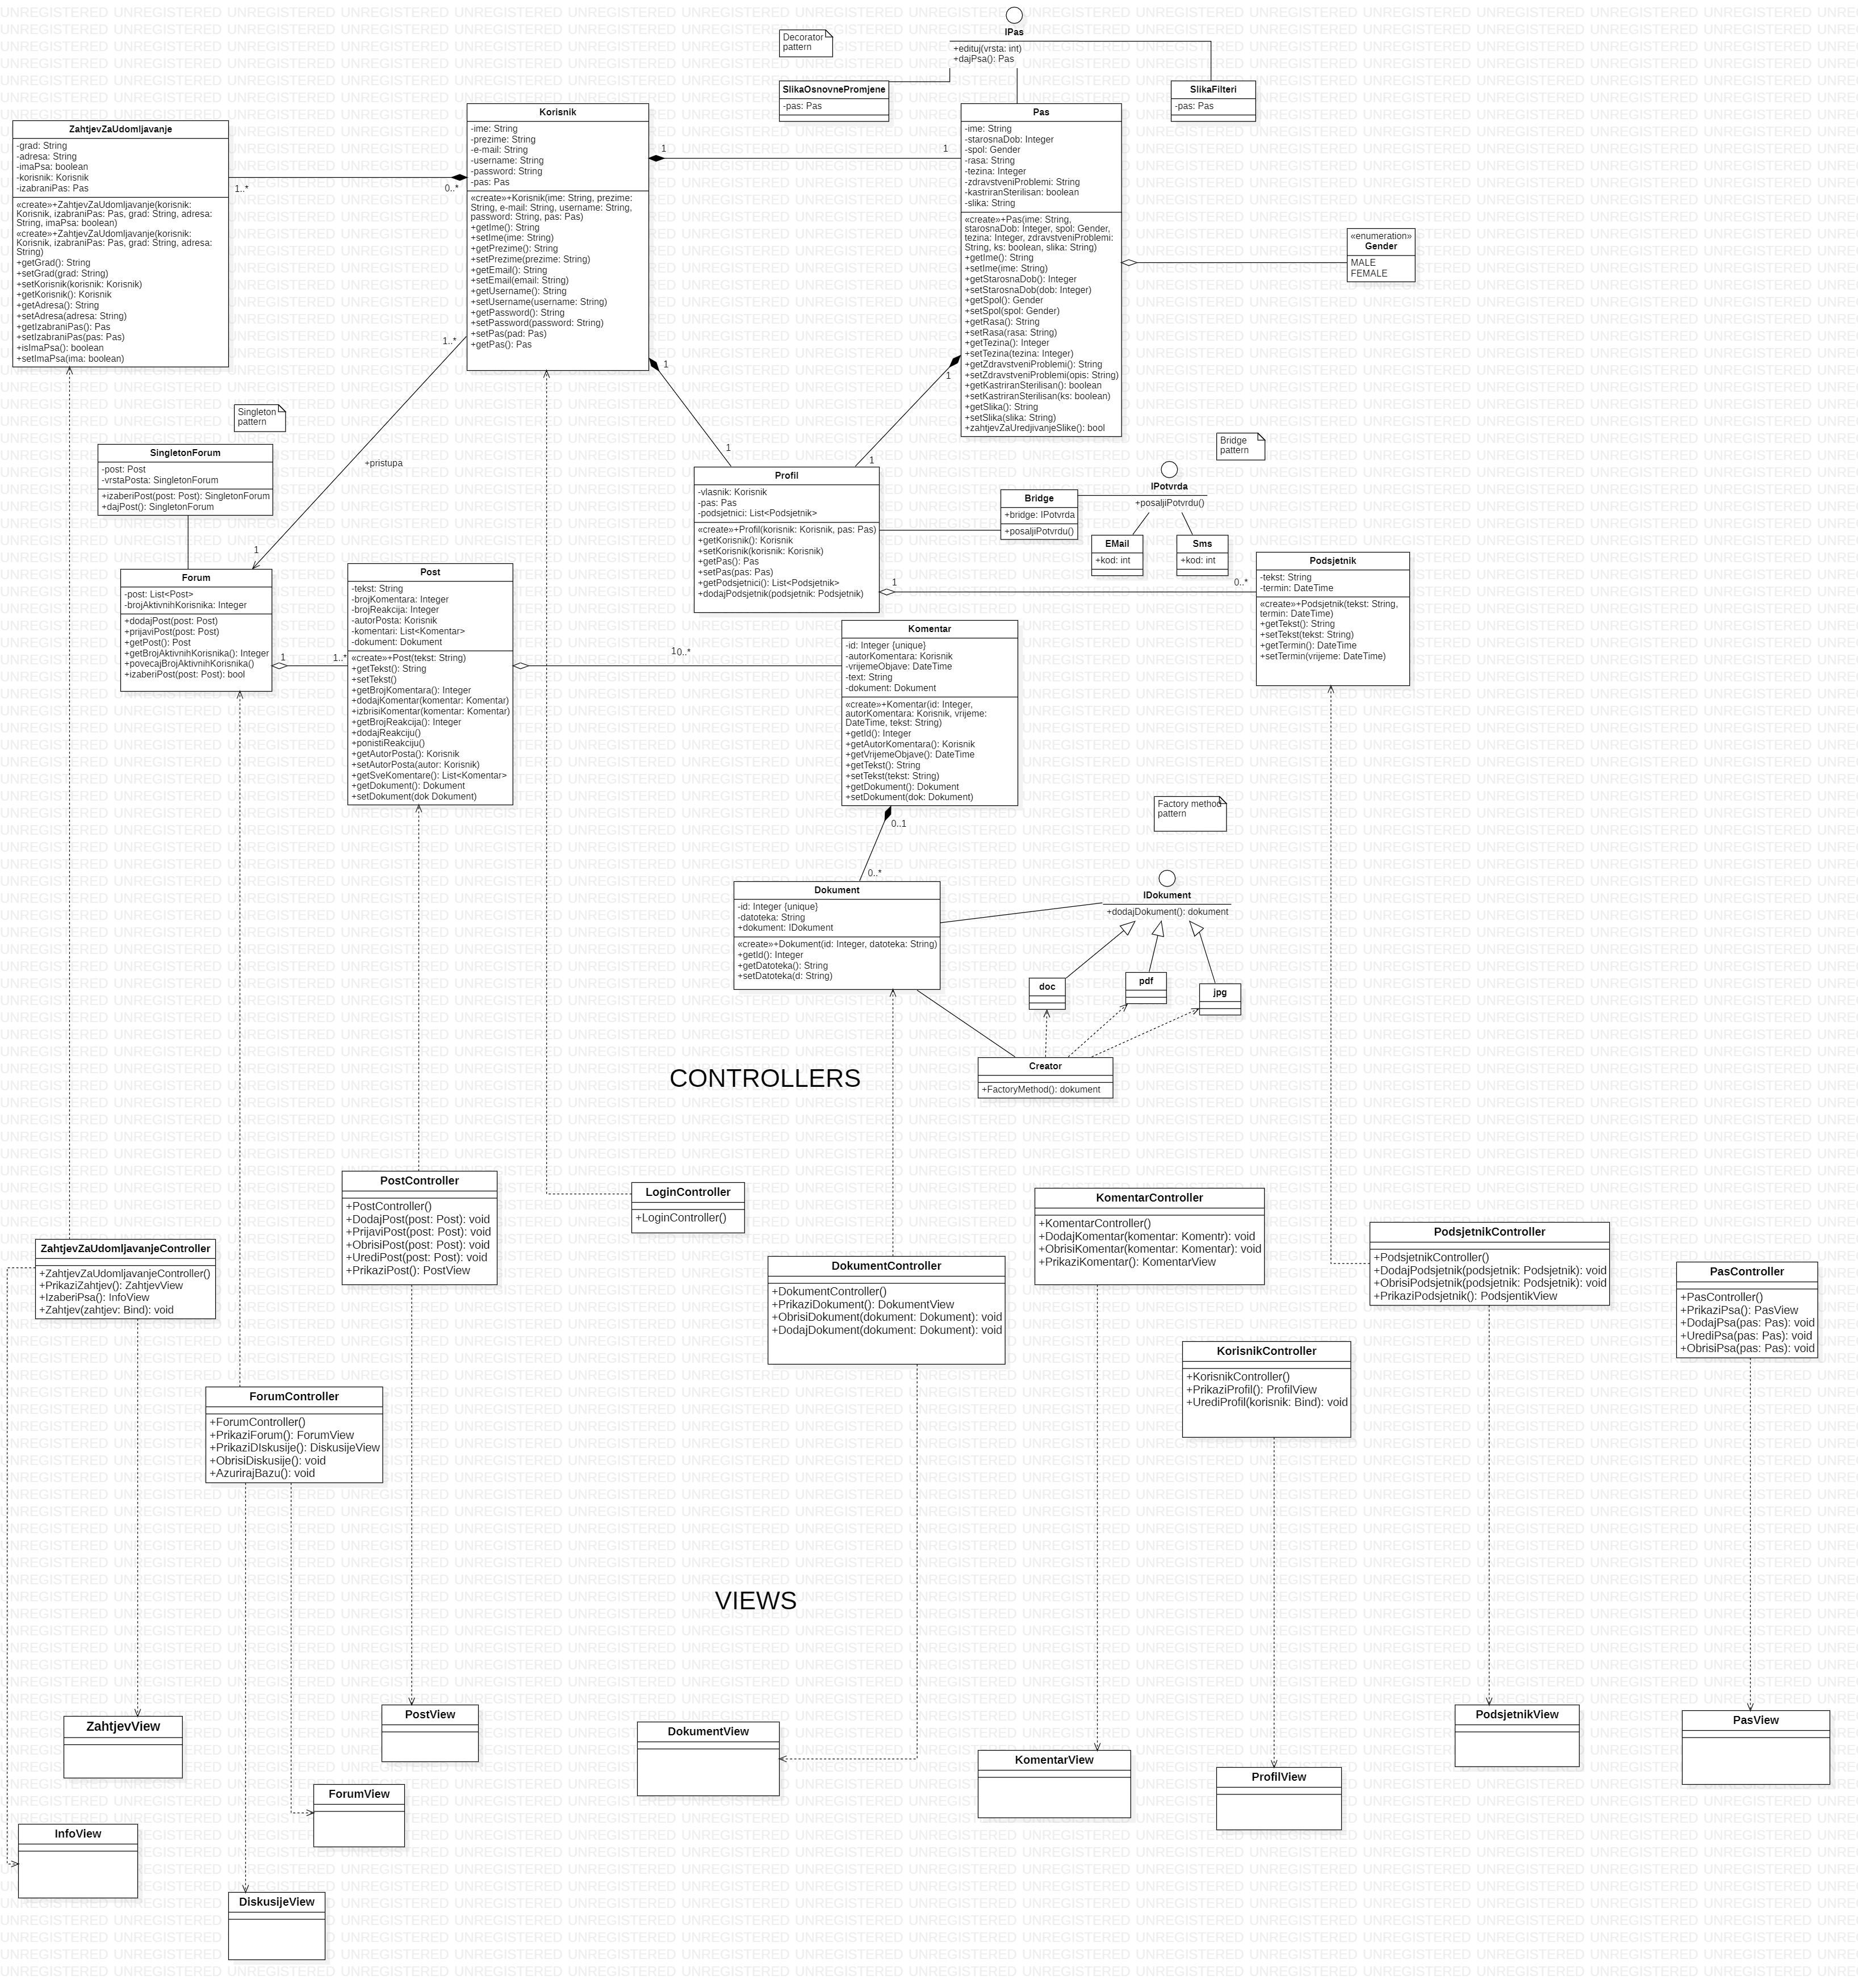 IPas
+edituj(vrsta: int)
+dajPsa(): Pas
Decorator
pattern
SlikaOsnovnePromjene
-pas: Pas
SlikaFilteri
-pas: Pas
ZahtjevZaUdomljavanje
-grad: String
-adresa: String
-imaPsa: boolean
-korisnik: Korisnik
-izabraniPas: Pas
«create»+ZahtjevZaUdomljavanje(korisnik:
Korisnik, izabraniPas: Pas, grad: String, adresa:
String, imaPsa: boolean)
«create»+ZahtjevZaUdomljavanje(korisnik:
Korisnik, izabraniPas: Pas, grad: String, adresa:
String)
+getGrad(): String
+setGrad(grad: String)
+setKorisnik(korisnik: Korisnik)
+getKorisnik(): Korisnik
+getAdresa(): String
+setAdresa(adresa: String)
+getIzabraniPas(): Pas
+setIzabraniPas(pas: Pas)
+isImaPsa(): boolean
+setImaPsa(ima: boolean)
1..*
0..*
Korisnik
-ime: String
-prezime: String
-e-mail: String
-username: String
-password: String
-pas: Pas
«create»+Korisnik(ime: String, prezime:
String, e-mail: String, username: String,
password: String, pas: Pas)
+getIme(): String
+setIme(ime: String)
+getPrezime(): String
+setPrezime(prezime: String)
+getEmail(): String
+setEmail(email: String)
+getUsername(): String
+setUsername(username: String)
+getPassword(): String
+setPassword(password: String)
+setPas(pad: Pas)
+getPas(): Pas
1
1
Pas
-ime: String
-starosnaDob: Integer
-spol: Gender
-rasa: String
-tezina: Integer
-zdravstveniProblemi: String
-kastriranSterilisan: boolean
-slika: String
«create»+Pas(ime: String,
starosnaDob: Integer, spol: Gender,
tezina: Integer, zdravstveniProblemi:
String, ks: boolean, slika: String)
+getIme(): String
+setIme(ime: String)
+getStarosnaDob(): Integer
+setStarosnaDob(dob: Integer)
+getSpol(): Gender
+setSpol(spol: Gender)
+getRasa(): String
+setRasa(rasa: String)
+getTezina(): Integer
+setTezina(tezina: Integer)
+getZdravstveniProblemi(): String
+setZdravstveniProblemi(opis: String)
+getKastriranSterilisan(): boolean
+setKastriranSterilisan(ks: boolean)
+getSlika(): String
+setSlika(slika: String)
+zahtjevZaUredjivanjeSlike(): bool
«enumeration»
Gender
MALE
FEMALE
1..*
+pristupa
1
1
1
1
1
Singleton
pattern
SingletonForum
-post: Post
-vrstaPosta: SingletonForum
+izaberiPost(post: Post): SingletonForum
+dajPost(): SingletonForum
Forum
-post: List<Post>
-brojAktivnihKorisnika: Integer
+dodajPost(post: Post)
+prijaviPost(post: Post)
+getPost(): Post
+getBrojAktivnihKorisnika(): Integer
+povecajBrojAktivnihKorisnika()
+izaberiPost(post: Post): bool
1
1..*
Post
-tekst: String
-brojKomentara: Integer
-brojReakcija: Integer
-autorPosta: Korisnik
-komentari: List<Komentar>
-dokument: Dokument
«create»+Post(tekst: String)
+getTekst(): String
+setTekst()
+getBrojKomentara(): Integer
+dodajKomentar(komentar: Komentar)
+izbrisiKomentar(komentar: Komentar)
+getBrojReakcija(): Integer
+dodajReakciju()
+ponistiReakciju()
+getAutorPosta(): Korisnik
+setAutorPosta(autor: Korisnik)
+getSveKomentare(): List<Komentar>
+getDokument(): Dokument
+setDokument(dok Dokument)
1
0..*
Profil
-vlasnik: Korisnik
-pas: Pas
-podsjetnici: List<Podsjetnik>
«create»+Profil(korisnik: Korisnik, pas: Pas)
+getKorisnik(): Korisnik
+setKorisnik(korisnik: Korisnik)
+getPas(): Pas
+setPas(pas: Pas)
+getPodsjetnici(): List<Podsjetnik>
+dodajPodsjetnik(podsjetnik: Podsjetnik)
Bridge
pattern
IPotvrda
+posaljiPotvrdu()
Bridge
+bridge: IPotvrda
+posaljiPotvrdu()
EMail
+kod: int
Sms
+kod: int
1
0..*
Podsjetnik
-tekst: String
-termin: DateTime
«create»+Podsjetnik(tekst: String,
termin: DateTime)
+getTekst(): String
+setTekst(tekst: String)
+getTermin(): DateTime
+setTermin(vrijeme: DateTime)
Komentar
-id: Integer {unique}
-autorKomentara: Korisnik
-vrijemeObjave: DateTime
-text: String
-dokument: Dokument
«create»+Komentar(id: Integer,
autorKomentara: Korisnik, vrijeme:
DateTime, tekst: String)
+getId(): Integer
+getAutorKomentara(): Korisnik
+getVrijemeObjave(): DateTime
+getTekst(): String
+setTekst(tekst: String)
+getDokument(): Dokument
+setDokument(dok: Dokument)
0..1
0..*
Factory method
pattern
Dokument
-id: Integer {unique}
-datoteka: String
+dokument: IDokument
«create»+Dokument(id: Integer, datoteka: String)
+getId(): Integer
+getDatoteka(): String
+setDatoteka(d: String)
IDokument
+dodajDokument(): dokument
doc
pdf
jpg
Creator
+FactoryMethod(): dokument
CONTROLLERS
PostController
+PostController()
+DodajPost(post: Post): void
+PrijaviPost(post: Post): void
+ObrisiPost(post: Post): void
+UrediPost(post: Post): void
+PrikaziPost(): PostView
LoginController
+LoginController()
KomentarController
+KomentarController()
+DodajKomentar(komentar: Komentr): void
+ObrisiKomentar(komentar: Komentar): void
+PrikaziKomentar(): KomentarView
PodsjetnikController
+PodsjetnikController()
+DodajPodsjetnik(podsjetnik: Podsjetnik): void
+ObrisiPodsjetnik(podsjetnik: Podsjetnik): void
+PrikaziPodsjetnik(): PodsjentikView
ZahtjevZaUdomljavanjeController
+ZahtjevZaUdomljavanjeController()
+PrikaziZahtjev(): ZahtjevView
+IzaberiPsa(): InfoView
+Zahtjev(zahtjev: Bind): void
DokumentController
+DokumentController()
+PrikaziDokument(): DokumentView
+ObrisiDokument(dokument: Dokument): void
+DodajDokument(dokument: Dokument): void
PasController
+PasController()
+PrikaziPsa(): PasView
+DodajPsa(pas: Pas): void
+UrediPsa(pas: Pas): void
+ObrisiPsa(pas: Pas): void
KorisnikController
+KorisnikController()
+PrikaziProfil(): ProfilView
+UrediProfil(korisnik: Bind): void
ForumController
+ForumController()
+PrikaziForum(): ForumView
+PrikaziDIskusije(): DiskusijeView
+ObrisiDiskusije(): void
+AzurirajBazu(): void
VIEWS
ZahtjevView
PostView
DokumentView
KomentarView
ProfilView
PodsjetnikView
PasView
ForumView
InfoView
DiskusijeView